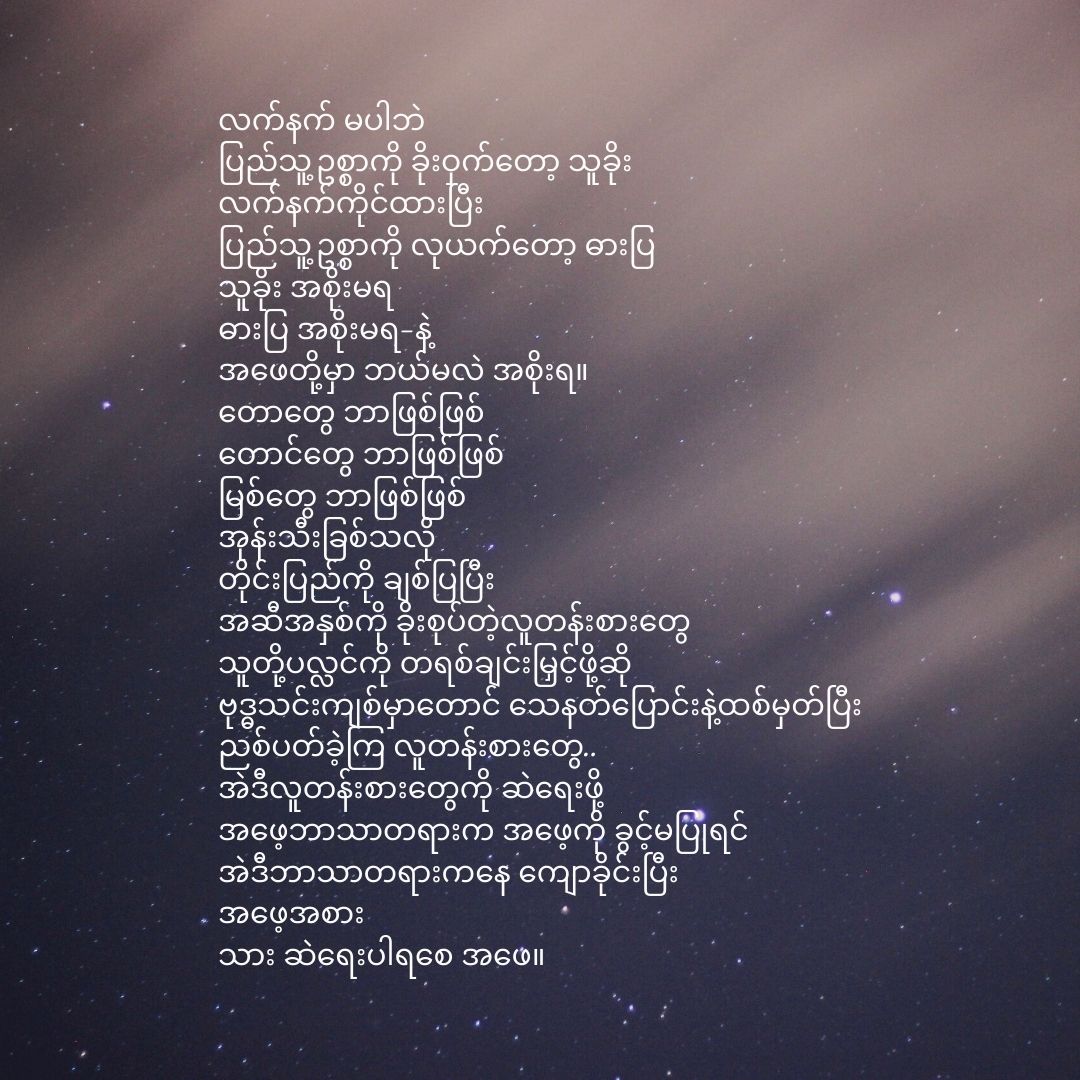 လက်နက် မပါဘဲ
ပြည်သူ့ဥစ္စာကို ခိုးဝှက်တော့ သူခိုး
လက်နက်ကိုင်ထားပြီး
ပြည်သူ့ဥစ္စာကို လုယက်တော့ ဓားပြ
သူခိုး အစိုးမရ
ဓားပြ အစိုးမရ-နဲ့
အဖေတို့မှာ ဘယ်မလဲ အစိုးရ။
တောတွေ ဘာဖြစ်ဖြစ်
တောင်တွေ ဘာဖြစ်ဖြစ်
မြစ်တွေ ဘာဖြစ်ဖြစ်
အုန်းသီးခြစ်သလို
တိုင်းပြည်ကို ချစ်ပြပြီး
အဆီအနှစ်ကို ခိုးစုပ်တဲ့လူတန်းစားတွေ
သူတို့ပလ္လင်ကို တရစ်ချင်းမြှင့်ဖို့ဆို
ဗုဒ္ဓသင်းကျစ်မှာတောင် သေနတ်ပြောင်းနဲ့ထစ်မှတ်ပြီး
ညစ်ပတ်ခဲ့ကြ လူတန်းစားတွေ..
အဲဒီလူတန်းစားတွေကို ဆဲရေးဖို့
အဖေ့ဘာသာတရားက အဖေ့ကို ခွင့်မပြုရင်
အဲဒီဘာသာတရားကနေ ကျောခိုင်းပြီး
အဖေ့အစား
သား ဆဲရေးပါရစေ အဖေ။